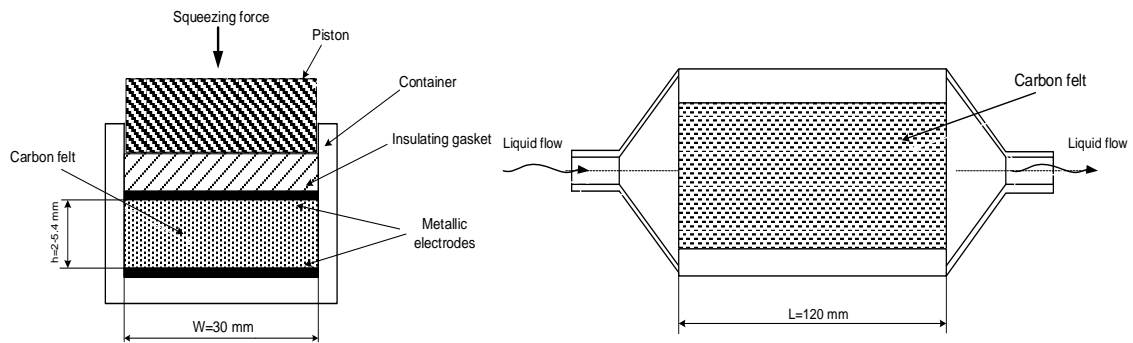 Squeezing force
Piston
Container
Insulating gasket
Carbon felt
Metallic
electrodes
h=2-5.4 mm
W=30 mm
Carbon felt
Liquid flow
Liquid flow
L=120 mm